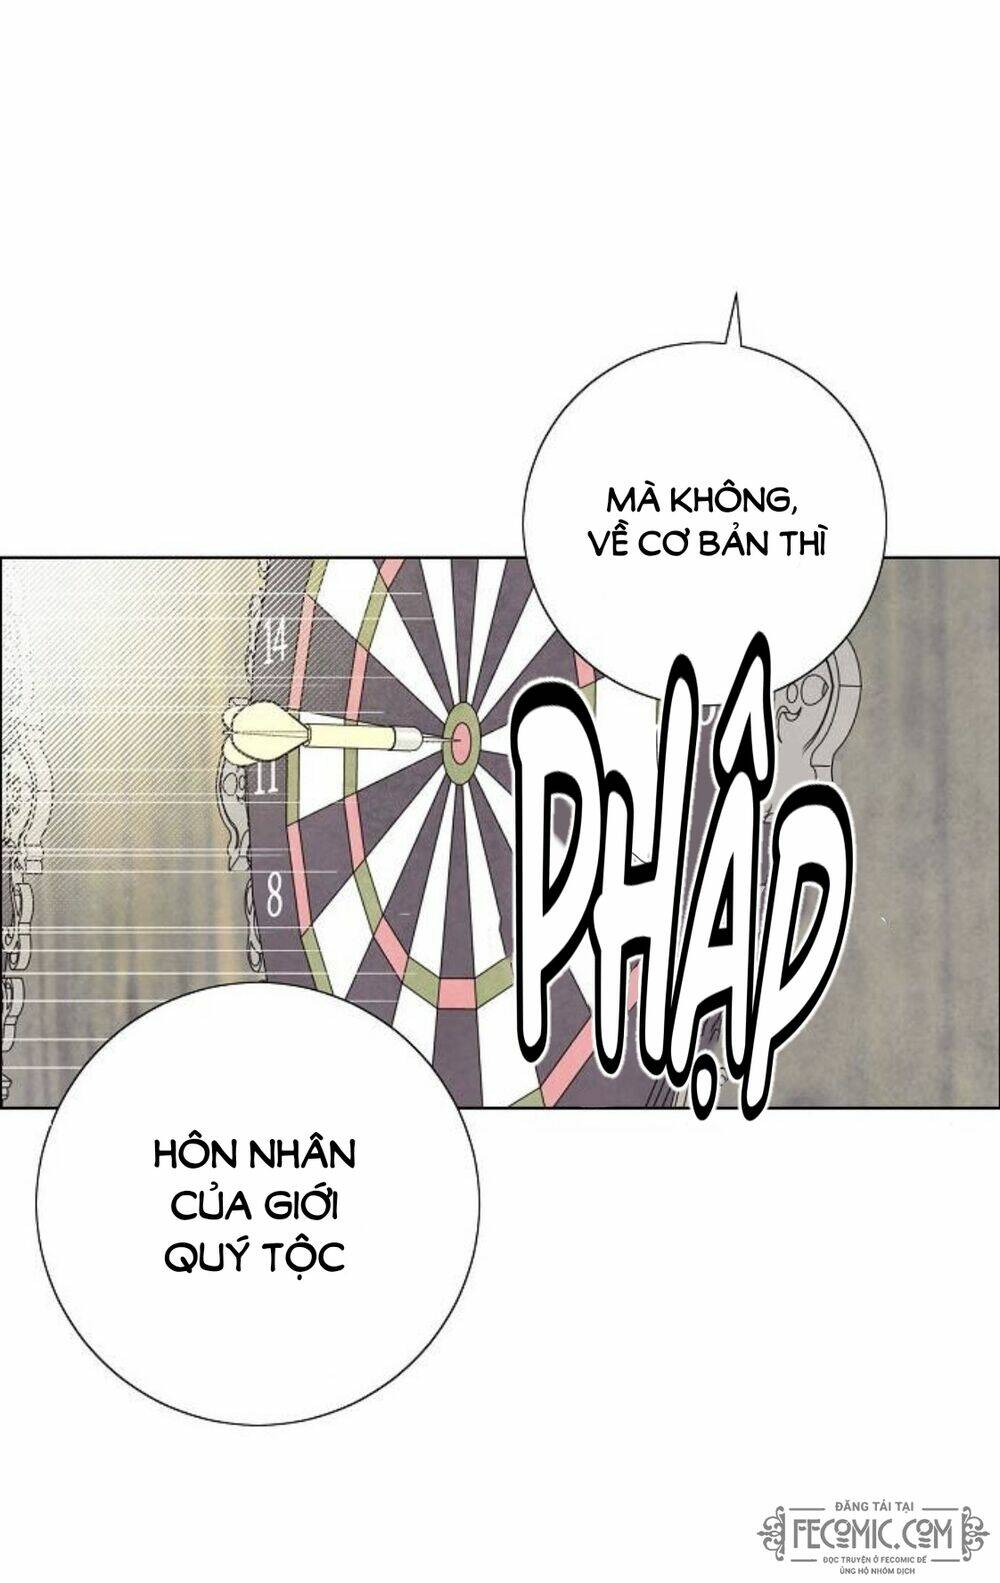 MÀ KHÔNG,
VỀ CƠ BẢN THÌ
14
11
8
PHẬP
HÔN NHÂN
CỦA GIỚI
QUÝ TỘC
ĐĂNG TẢI TẠI
FECOMIC.COM
ĐỌC TRUYỆN Ở FECOMIC ĐỂ
ỦNG HỘ NHÓM DỊCH